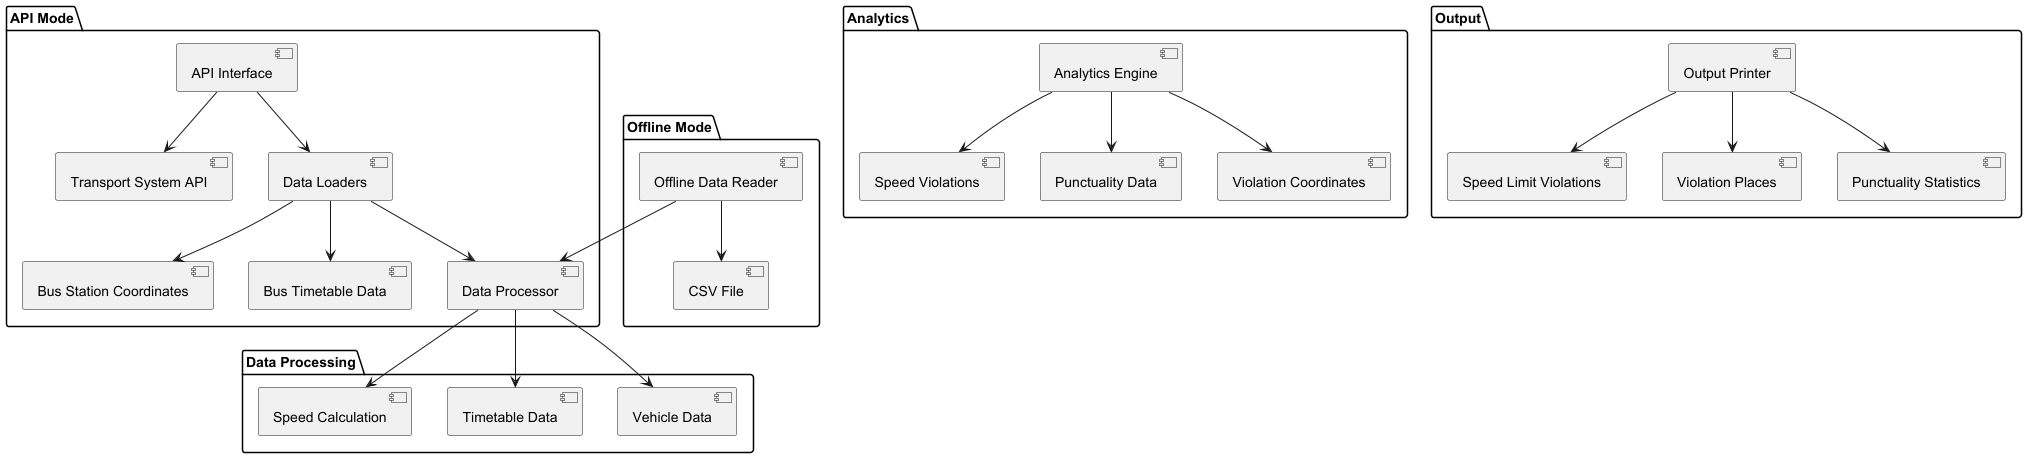 API Mode
API Interface
Transport System API
Data Loaders
Bus Station Coordinates
Bus Timetable Data
Data Processor
Offline Mode
Offline Data Reader
CSV File
Data Processing
Speed Calculation
Timetable Data
Vehicle Data
Analytics
Analytics Engine
Speed Violations
Punctuality Data
Violation Coordinates
Output
Output Printer
Speed Limit Violations
Violation Places
Punctuality Statistics